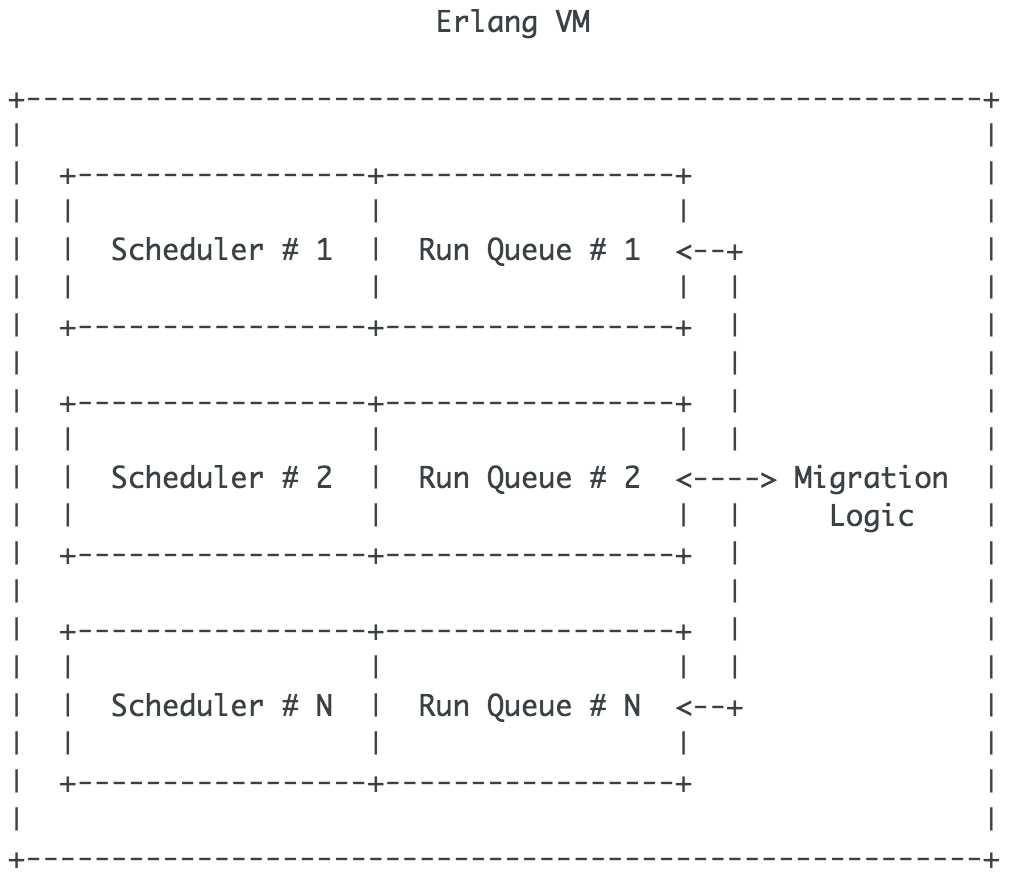 Erlang VM
Scheduler # 1 Run Queue # 1
Scheduler # 2 Run Queue # 2 Migration
Logic
Scheduler # N Run Queue # N